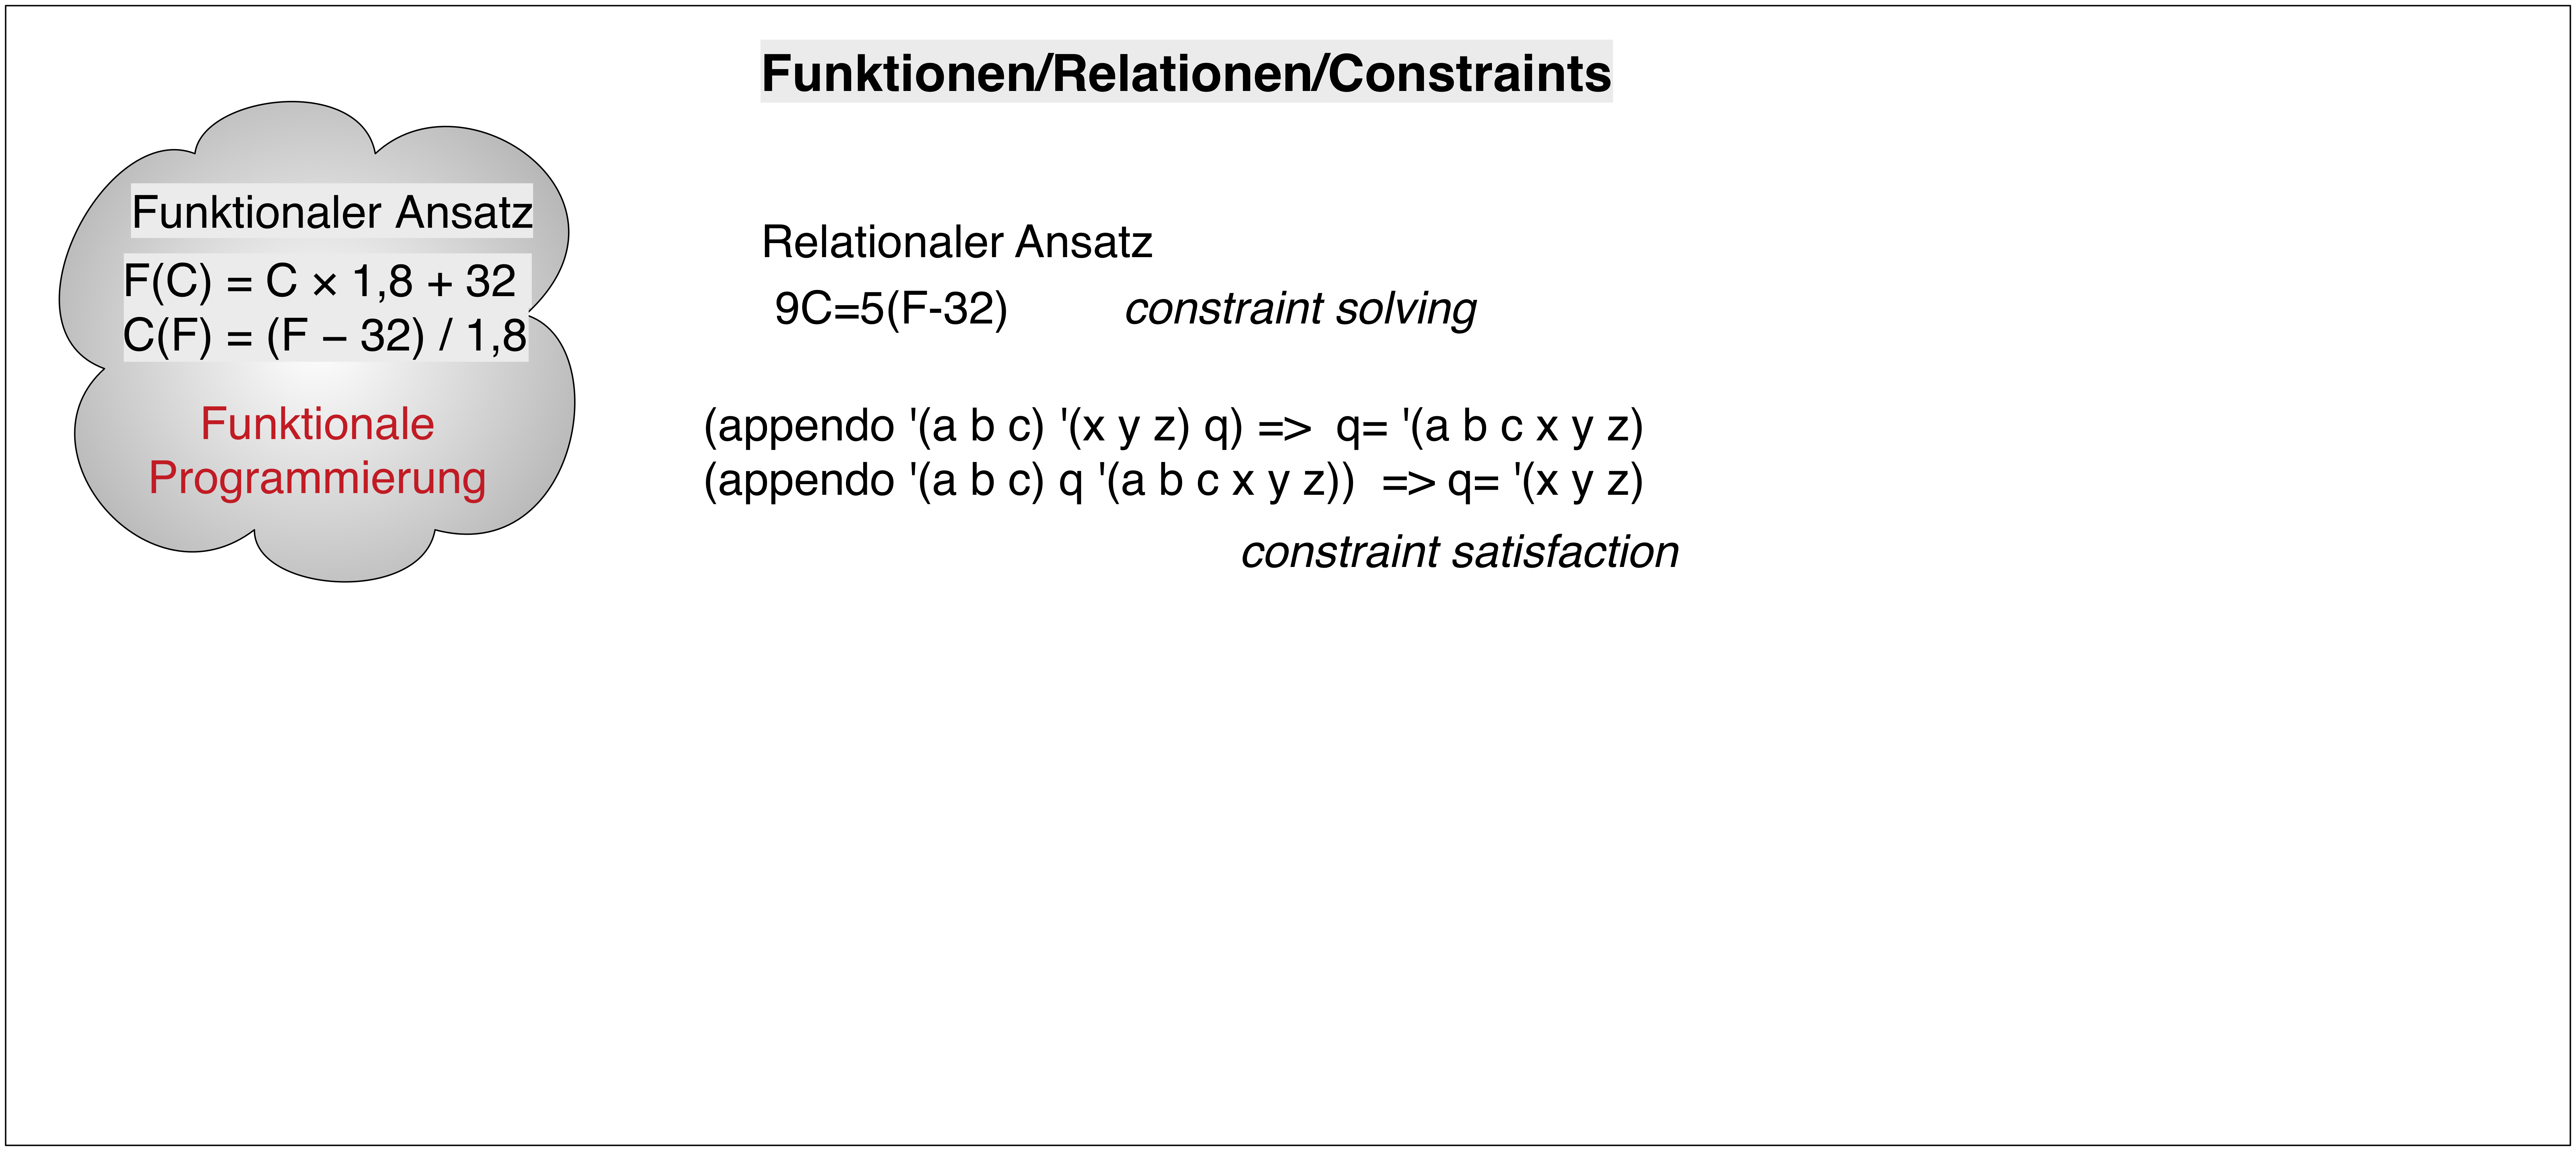 Funktionen/Relationen/Constraints
Funktionaler Ansatz
F(C) = C × 1,8 + 32
C(F) = (F − 32) / 1,8
Funktionale
Programmierung
Relationaler Ansatz
9C=5(F-32) constraint solving
(appendo '(a b c) '(x y z) q) => q= '(a b c x y z)
(appendo '(a b c) q '(a b c x y z)) => q= '(x y z)
constraint satisfaction